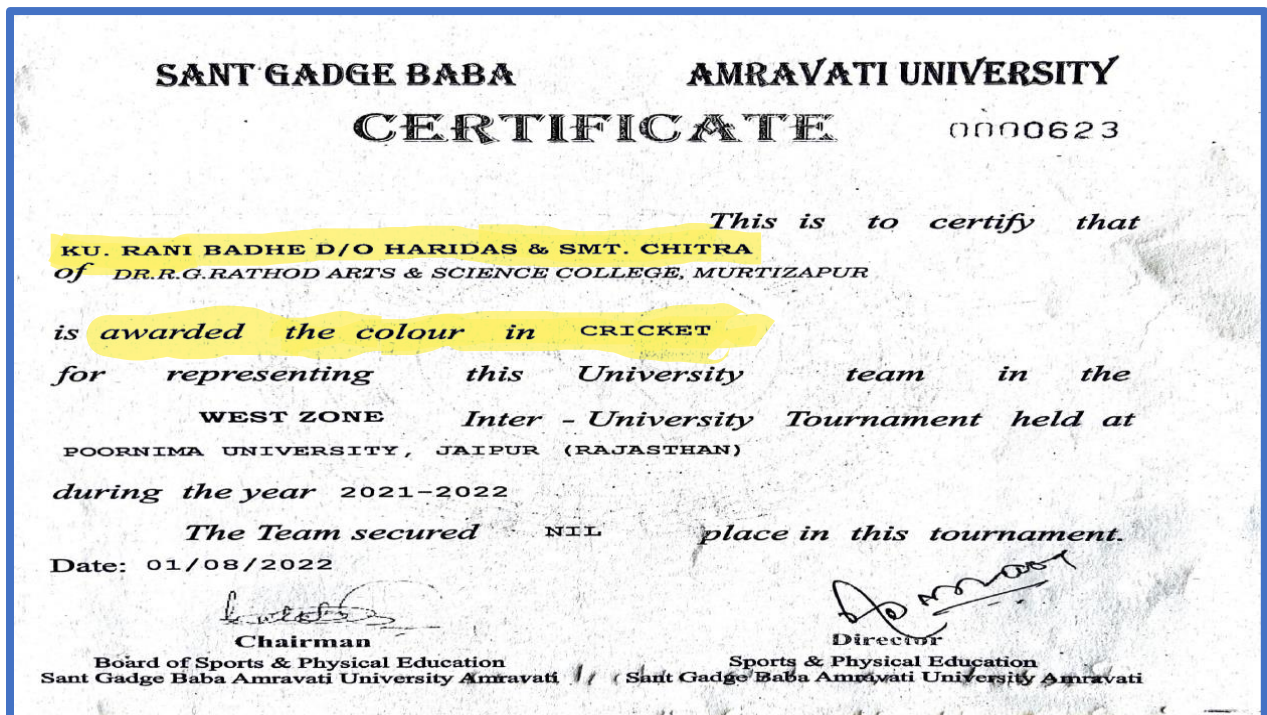 SANT GADGE BABA AMRAVATI UNIVERSITY
CERTIFICATE 0000623
This is to certify that
KU. RANI BADHE D/O HARIDAS & SMT. CHITRA
of DR.R.G.RATHOD ARTS & SCIENCE COLLEGE, MURTIZAPUR
is awarded the colour in CRICKET
for representing this University team in the
WEST ZONE Inter - University Tournament held at
POORNIMA UNIVERSITY, JAIPUR (RAJASTHAN)
during the year 2021-2022
The Team secured NIL place in this tournament.
Date: 01/08/2022
Chairman Director
Board of Sports & Physical Education Sports & Physical Education
Sant Gadge Baba Amravati University Amravati Sant Gadge Baba Amravati University Amravati